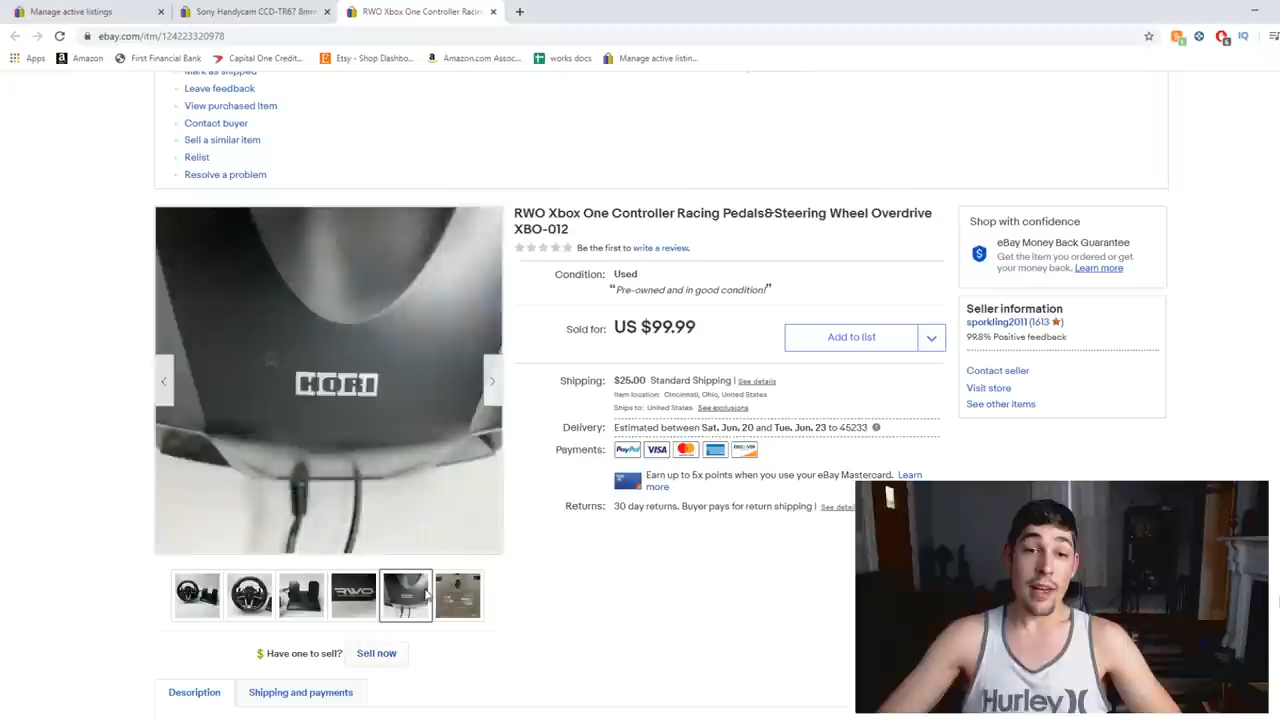 Manage active listings
Sony Handycam CCD-TR67 8mm
RWO Xbox One Controller Racin
ebay.com/itm/124223320978
Apps
Amazon
First Financial Bank
Capital One Credit...
Etsy - Shop Dashbo...
Amazon.com Assoc...
works docs
Manage active listin...
Mark as shipped
Leave feedback
View purchased item
Contact buyer
Sell a similar item
Relist
Resolve a problem
HORI
RWO
Have one to sell? Sell now
Description
Shipping and payments
RWO Xbox One Controller Racing Pedals&Steering Wheel Overdrive
XBO-012
Be the first to write a review.
Condition: Used
"Pre-owned and in good condition!"
Sold for: US $99.99
Add to list
Shipping: $25.00 Standard Shipping | See details
Item location: Cincinnati, Ohio, United States
Ships to: United States See exclusions
Delivery: Estimated between Sat. Jun. 20 and Tue. Jun. 23 to 45233
Payments: PayPal VISA MasterCard DISCOVER
Earn up to 5x points when you use your eBay Mastercard. Learn
more
Returns: 30 day returns. Buyer pays for return shipping | See detai
Shop with confidence
eBay Money Back Guarantee
Get the item you ordered or get
your money back. Learn more
Seller information
sporkling2011 (1613)
99.8% Positive feedback
Contact seller
Visit store
See other items
Hurley